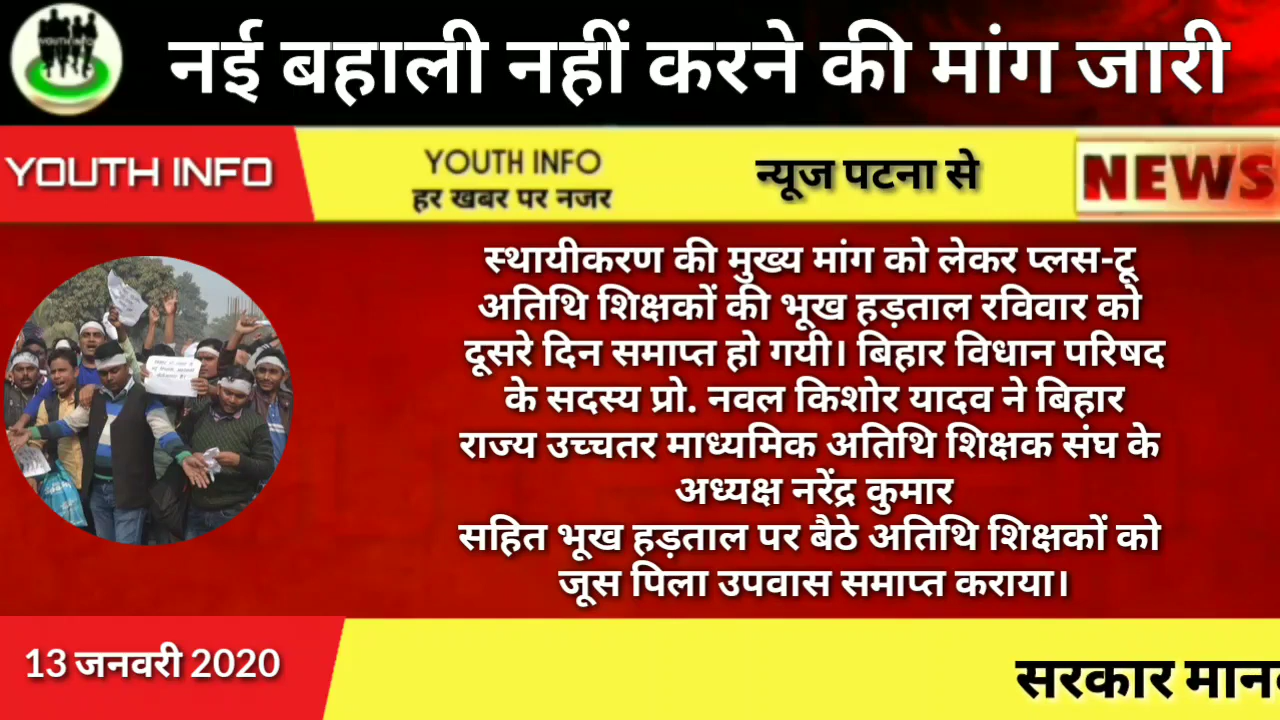 नई बहाली नहीं करने की मांग जारी
YOUTH INFO
YOUTH INFO
हर खबर पर नजर
न्यूज पटना से
NEWS
स्थायीकरण की मुख्य मांग को लेकर प्लस-टू
अतिथि शिक्षकों की भूख हड़ताल रविवार को
दूसरे दिन समाप्त हो गयी। बिहार विधान परिषद
के सदस्य प्रो. नवल किशोर यादव ने बिहार
राज्य उच्चतर माध्यमिक अतिथि शिक्षक संघ के
अध्यक्ष नरेंद्र कुमार
सहित भूख हड़ताल पर बैठे अतिथि शिक्षकों को
जूस पिला उपवास समाप्त कराया।
13 जनवरी 2020
सरकार